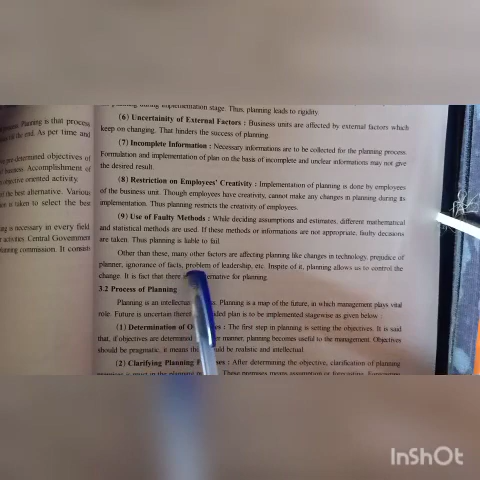 process. Planning is that process
the end. As per time and
pre-determined objectives of
business. Accomplishment of
objective oriented activity.
of the best alternative. Various
is taken to select the best
is necessary in every field
activities. Central Government
planning commission. It consists
implementation stage. Thus, planning leads to rigidity.
(6) Uncertainity of External Factors : Business units are affected by external factors which
keep on changing. That hinders the success of planning.
(7) Incomplete Information : Necessary informations are to be collected for the planning process.
Formulation and implementation of plan on the basis of incomplete and unclear informations may not give
the desired result.
(8) Restriction on Employees' Creativity : Implementation of planning is done by employees
of the business unit. Though employees have creativity, cannot make any changes in planning during its
implementation. Thus planning restricts the creativity of employees.
(9) Use of Faulty Methods : While deciding assumptions and estimates, different mathematical
and statistical methods are used. If these methods or informations are not appropriate, faulty decisions
are taken. Thus planning is liable to fail.
Other than these, many other factors are affecting planning like changes in technology, prejudice of
planner, ignorance of facts, problem of leadership, etc. Inspite of it, planning allows us to control the
change. It is fact that there alternative for planning.
3.2 Process of Planning
Planning is an intellectual Planning is a map of the future, in which management plays vital
role. Future is uncertain plan is to be implemented stagewise as given below :
(1) Determination of : The first step in planning is setting the objectives. It is said
that, if objectives are determined manner, planning becomes useful to the management. Objectives
should be pragmatic, it means should be realistic and intellectual.
(2) Clarifying Planning : After determining the objective, clarification of planning
These premises means assumption or forecasting.
InShOt